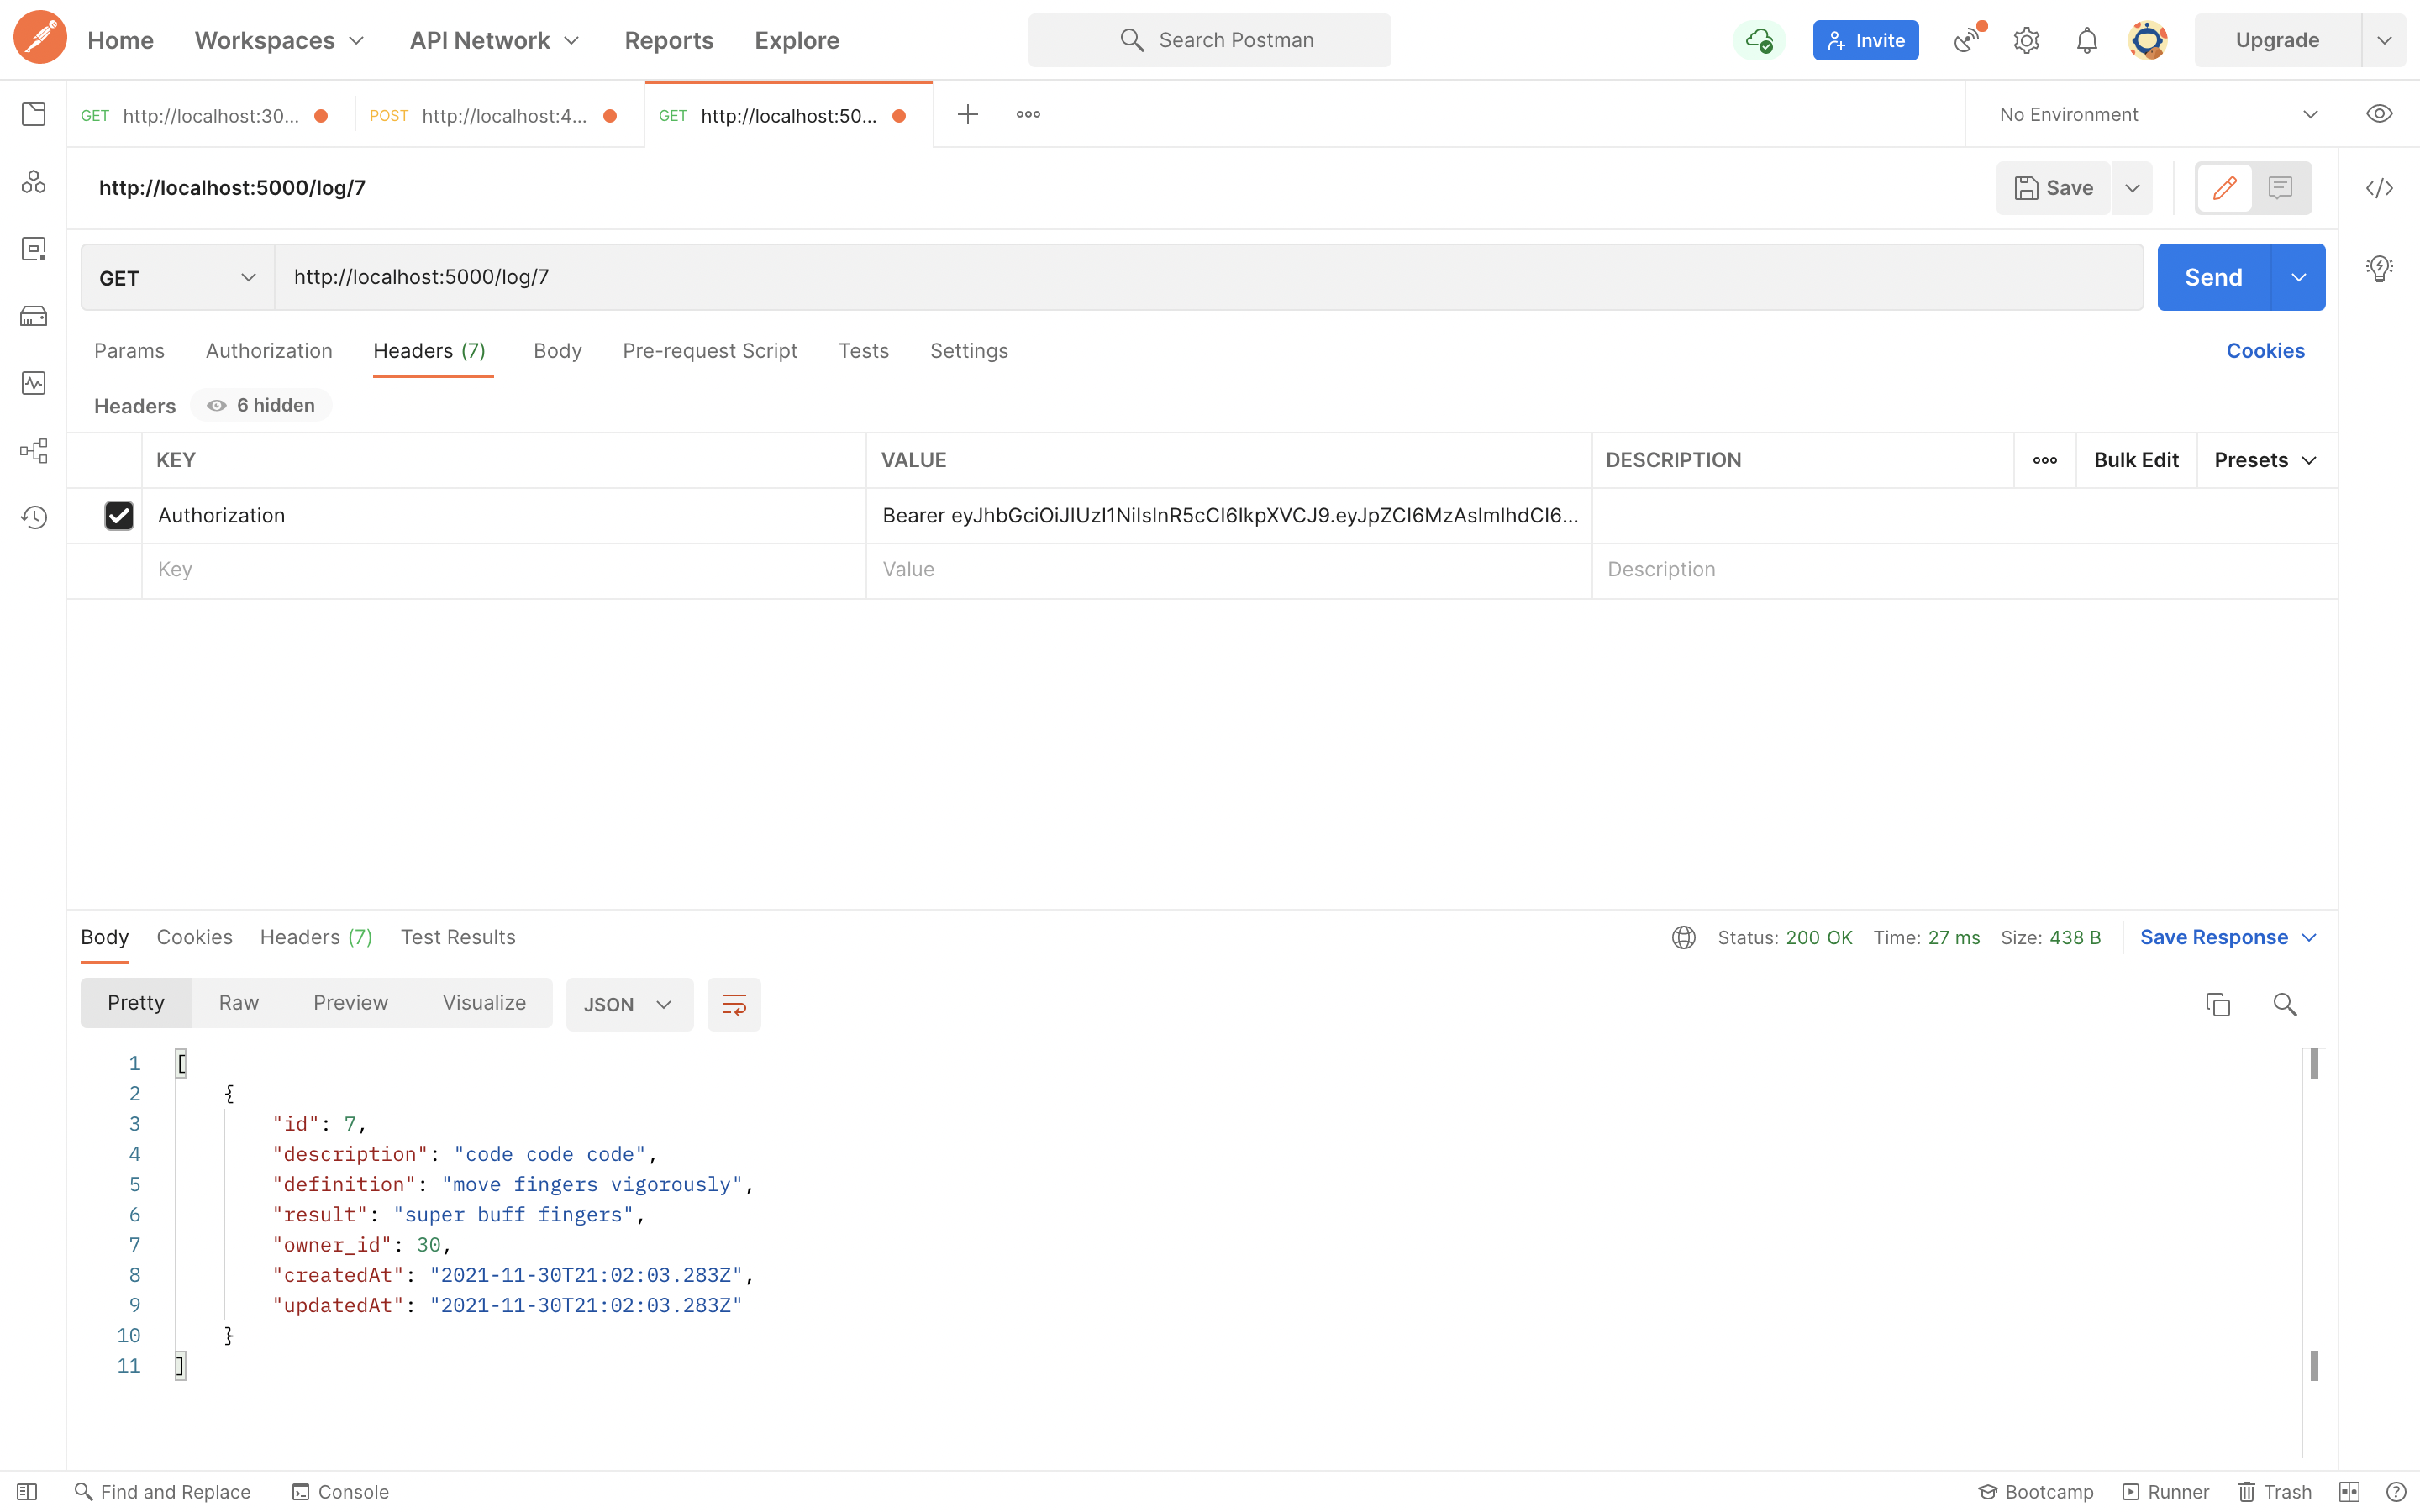 Home Workspaces API Network Reports Explore Search Postman Invite Upgrade
GET http://localhost:30... POST http://localhost:4... GET http://localhost:50... No Environment
http://localhost:5000/log/7 Save
GET http://localhost:5000/log/7 Send
Params Authorization Headers (7) Body Pre-request Script Tests Settings Cookies
Headers 6 hidden
KEY VALUE DESCRIPTION Bulk Edit Presets
Authorization Bearer eyJhbGciOiJIUzI1NiIsInR5cCI6IkpXVCJ9.eyJpZCI6MzAsImlhdCI6...
Key Value Description
Body Cookies Headers (7) Test Results Status: 200 OK Time: 27 ms Size: 438 B Save Response
Pretty Raw Preview Visualize JSON
1 [
2 {
3 "id": 7,
4 "description": "code code code",
5 "definition": "move fingers vigorously",
6 "result": "super buff fingers",
7 "owner_id": 30,
8 "createdAt": "2021-11-30T21:02:03.283Z",
9 "updatedAt": "2021-11-30T21:02:03.283Z"
10 }
11 ]
Find and Replace Console Bootcamp Runner Trash